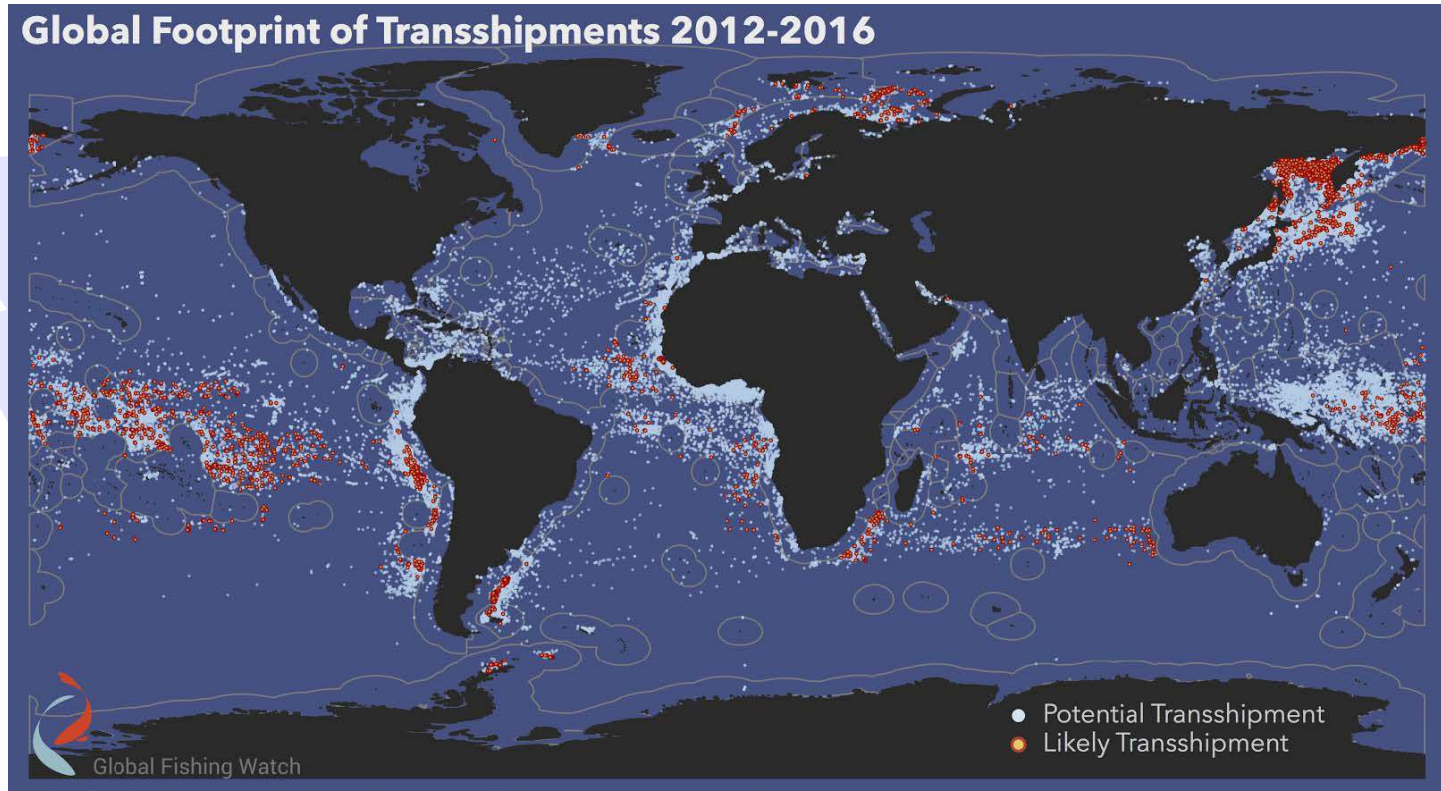 Global Footprint of Transshipments 2012-2016
Potential Transshipment
Likely Transshipment
Global Fishing Watch